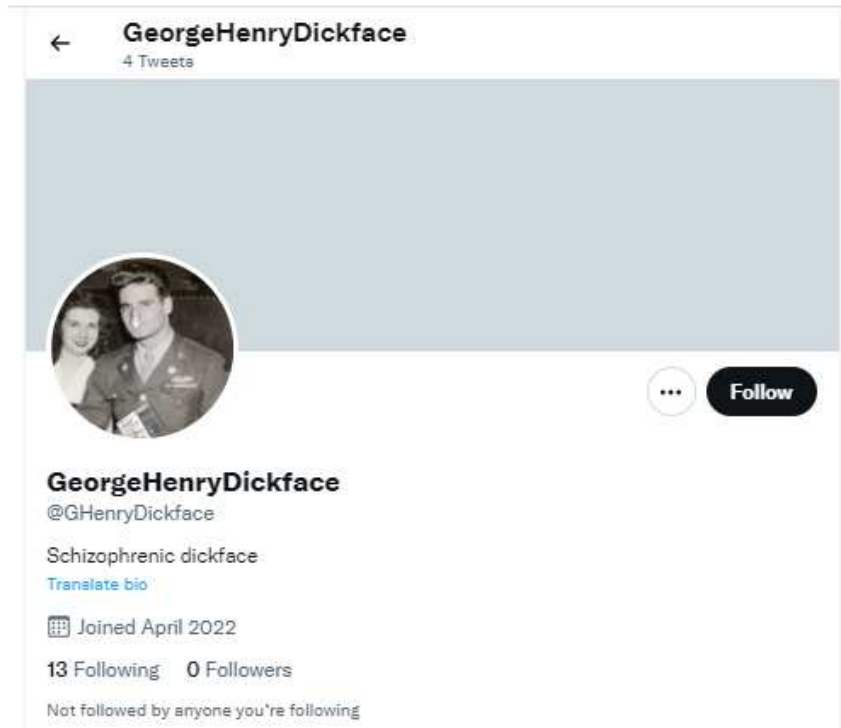 GeorgeHenryDickface
4 Tweets
Follow
GeorgeHenryDickface
@GHenryDickface
Schizophrenic dickface
Translate bio
Joined April 2022
13 Following 0 Followers
Not followed by anyone you're following